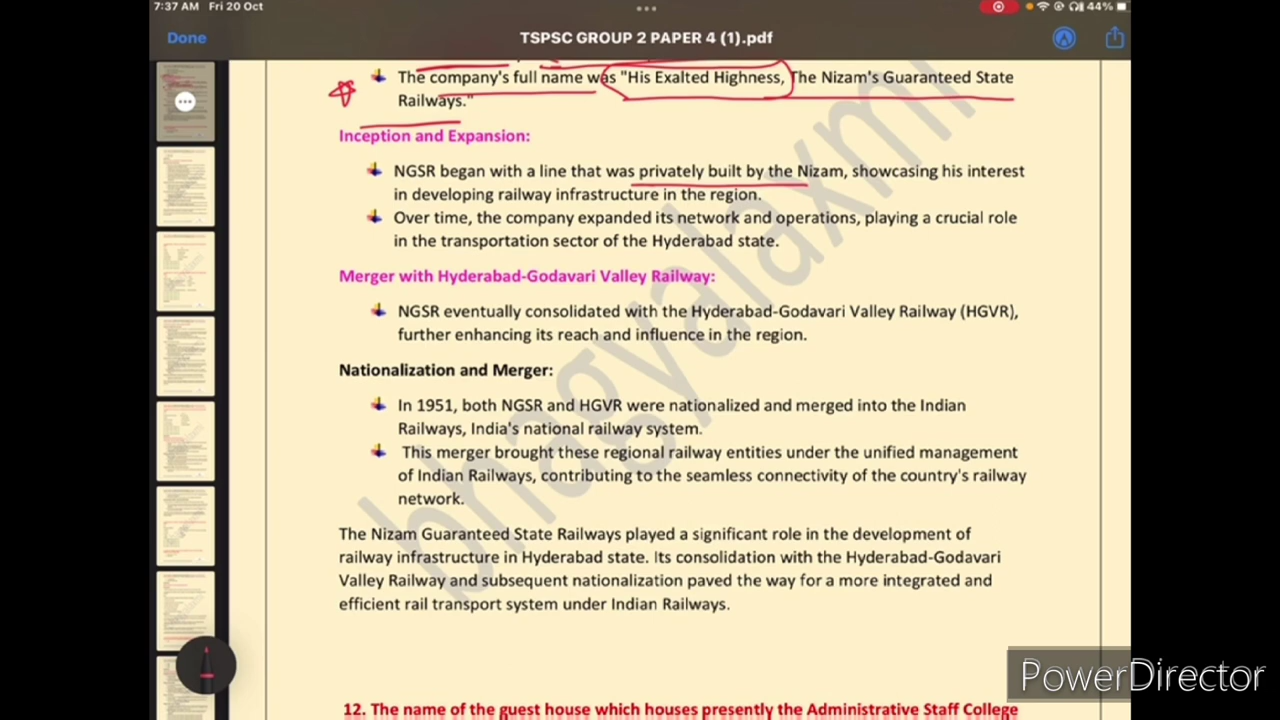 7:37 AM Fri 20 Oct
44%
Done
TSPSC GROUP 2 PAPER 4 (1).pdf
The company's full name was "His Exalted Highness, The Nizam's Guaranteed State
Railways."
Inception and Expansion:
NGSR began with a line that was privately built by the Nizam, showcasing his interest
in developing railway infrastructure in the region.
Over time, the company expanded its network and operations, playing a crucial role
in the transportation sector of the Hyderabad state.
Merger with Hyderabad-Godavari Valley Railway:
NGSR eventually consolidated with the Hyderabad-Godavari Valley Railway (HGVR),
further enhancing its reach and influence in the region.
Nationalization and Merger:
In 1951, both NGSR and HGVR were nationalized and merged into the Indian
Railways, India's national railway system.
This merger brought these regional railway entities under the unified management
of Indian Railways, contributing to the seamless connectivity of the country's railway
network.
The Nizam Guaranteed State Railways played a significant role in the development of
railway infrastructure in Hyderabad state. Its consolidation with the Hyderabad-Godavari
Valley Railway and subsequent nationalization paved the way for a more integrated and
efficient rail transport system under Indian Railways.
12. The name of the guest house which houses presently the Administrative Staff College
bhagyalaxmi
PowerDirector